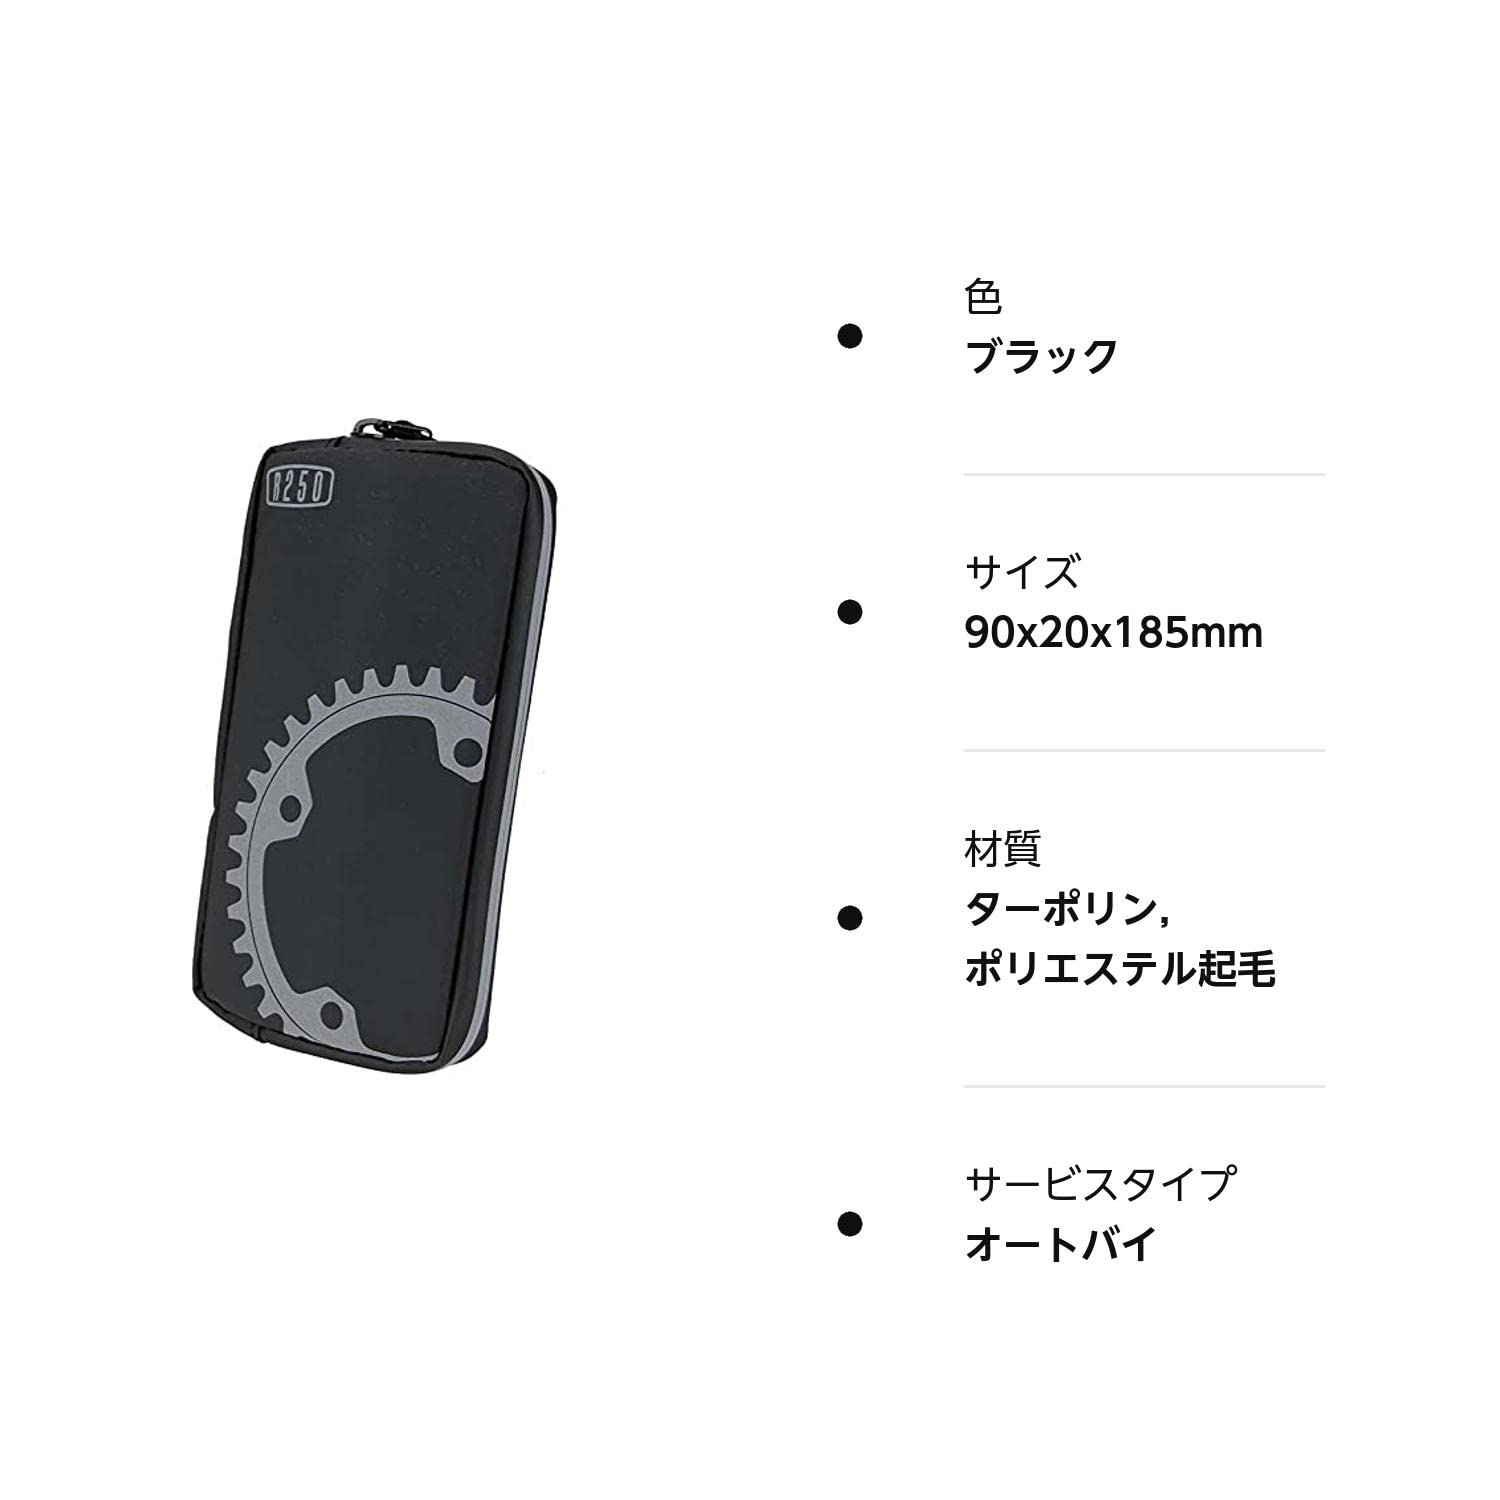 R250
色
ブラック
サイズ
90x20x185mm
材質
ターポリン,
ポリエステル起毛
サービスタイプ
オートバイ